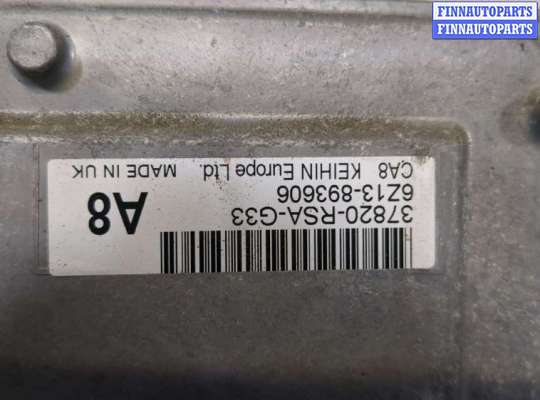 FINNAUTOPARTS
FINNAUTOPARTS
37820-RSA-G33
6Z13-893606
CA8 KEIHIN Europe Ltd. MADE IN UK
A8